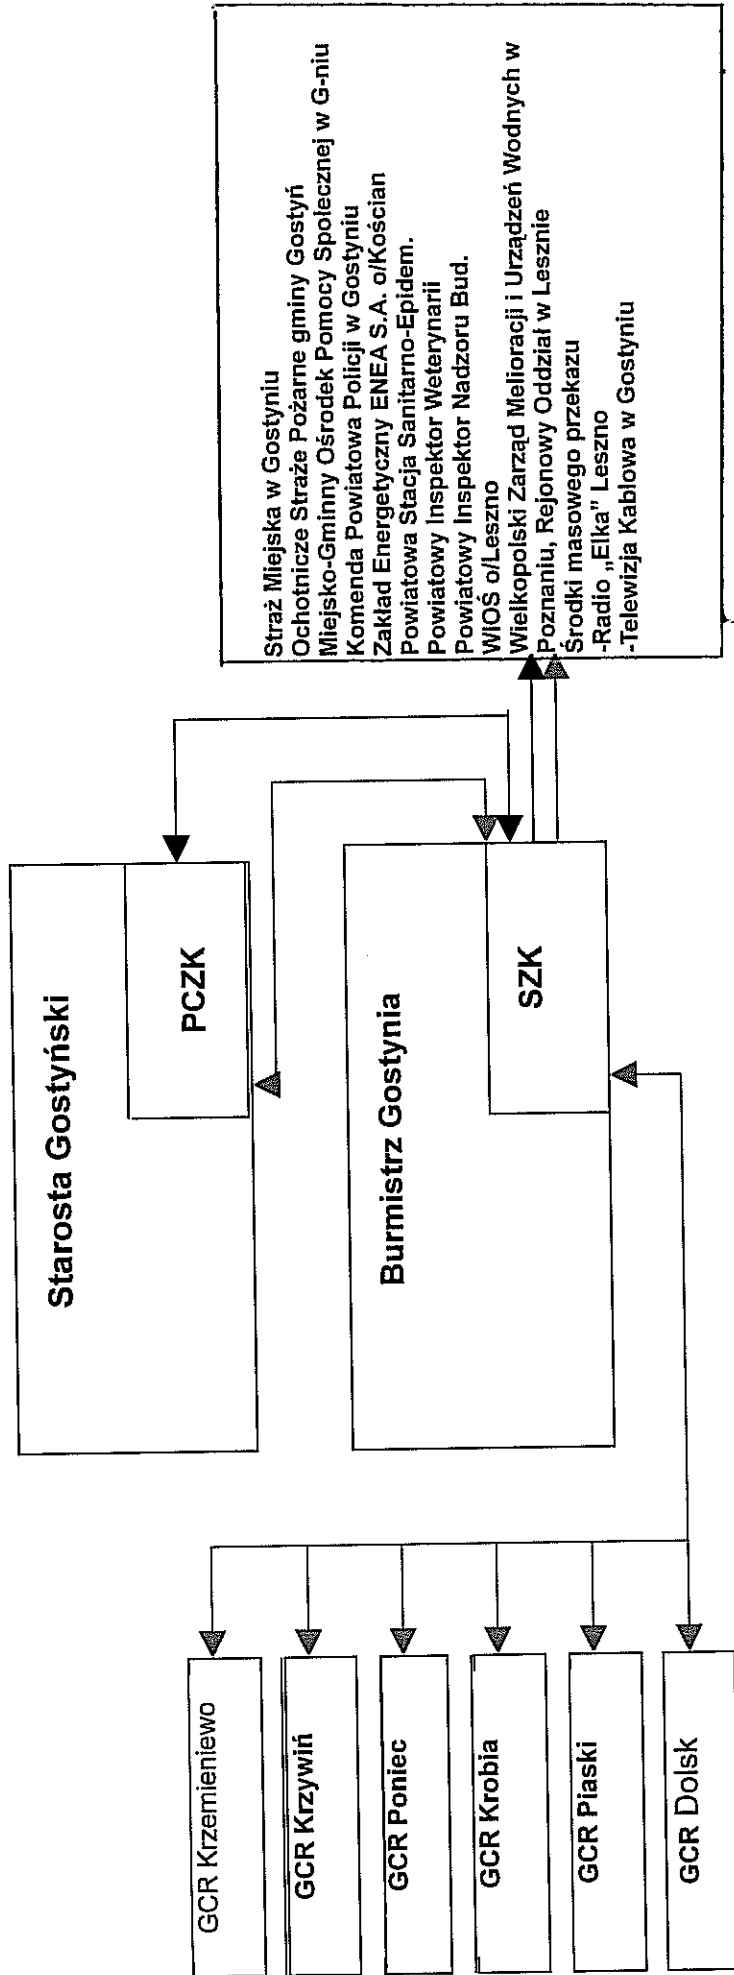 Starosta Gostyński
PCZK
Burmistrz Gostynia
SZK
GCR Krzemieniewo
GCR Krzywiń
GCR Poniec
GCR Krobia
GCR Piaski
GCR Dolsk
Straż Miejska w Gostyniu
Ochotnicze Straże Pożarne gminy Gostyń
Miejsko-Gminny Ośrodek Pomocy Społecznej w G-niu
Komenda Powiatowa Policji w Gostyniu
Zakład Energetyczny ENEA S.A. o/Kościan
Powiatowa Stacja Sanitarno-Epidem.
Powiatowy Inspektor Weterynarii
Powiatowy Inspektor Nadzoru Bud.
WIOŚ o/Leszno
Wielkopolski Zarząd Melioracji i Urządzeń Wodnych w
Poznaniu, Rejonowy Oddział w Lesznie
Środki masowego przekazu
-Radio „Elka” Leszno
-Telewizja Kablowa w Gostyniu